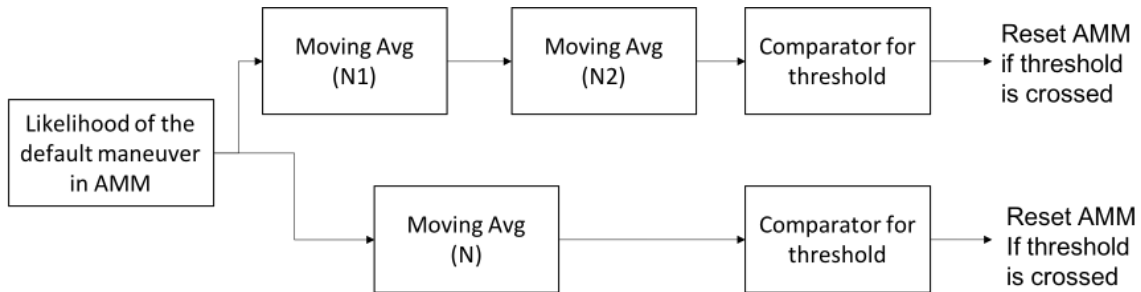 Moving Avg
(N1)
Moving Avg
(N2)
Comparator for
threshold
Reset AMM
if threshold
is crossed
Likelihood of the
default maneuver
in AMM
Moving Avg
(N)
Comparator for
threshold
Reset AMM
If threshold
is crossed